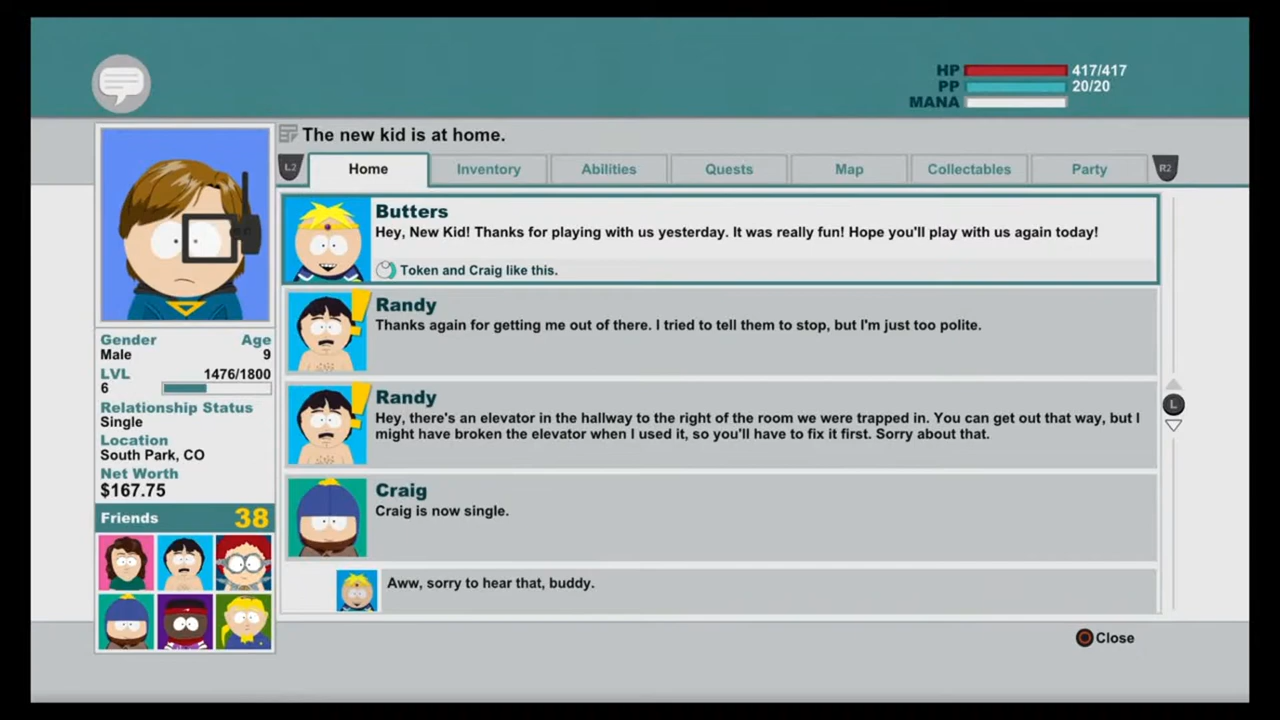 HP 417/417
PP 20/20
MANA
The new kid is at home.
L2 Home Inventory Abilities Quests Map Collectables Party R2
Butters
Hey, New Kid! Thanks for playing with us yesterday. It was really fun! Hope you'll play with us again today!
Token and Craig like this.
Randy
Thanks again for getting me out of there. I tried to tell them to stop, but I'm just too polite.
Randy
Hey, there's an elevator in the hallway to the right of the room we were trapped in. You can get out that way, but I
might have broken the elevator when I used it, so you'll have to fix it first. Sorry about that.
Craig
Craig is now single.
Aww, sorry to hear that, buddy.
Gender Age
Male 9
LVL 1476/1800
6
Relationship Status
Single
Location
South Park, CO
Net Worth
$167.75
Friends 38
L
Close